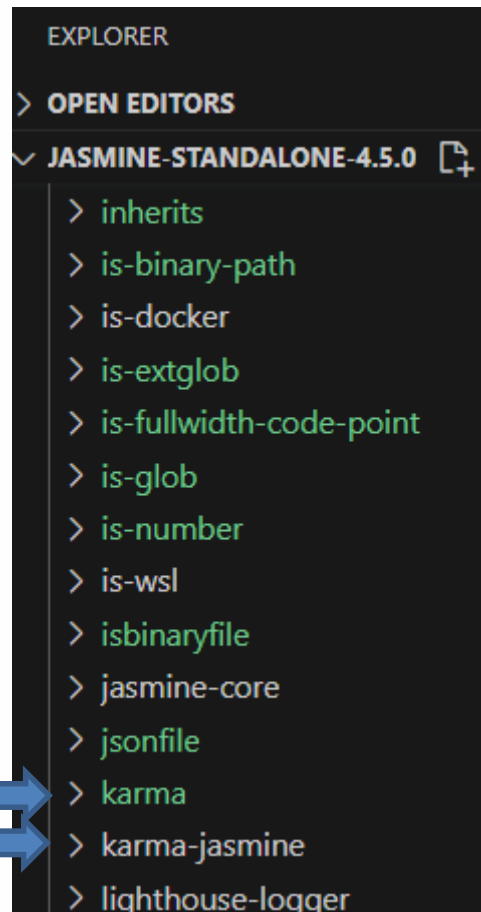 EXPLORER
OPEN EDITORS
JASMINE-STANDALONE-4.5.0
inherits
is-binary-path
is-docker
is-extglob
is-fullwidth-code-point
is-glob
is-number
is-wsl
isbinaryfile
jasmine-core
jsonfile
karma
karma-jasmine
lighthouse-logger